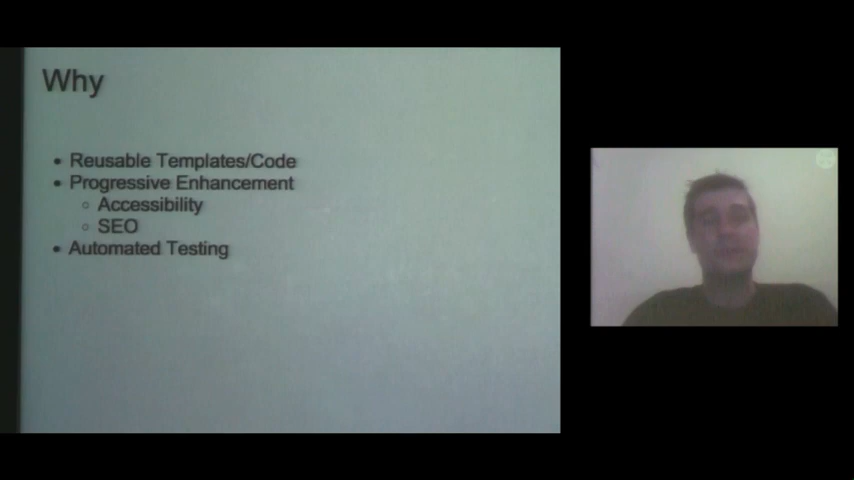 Why
Reusable Templates/Code
Progressive Enhancement
Accessibility
SEO
Automated Testing